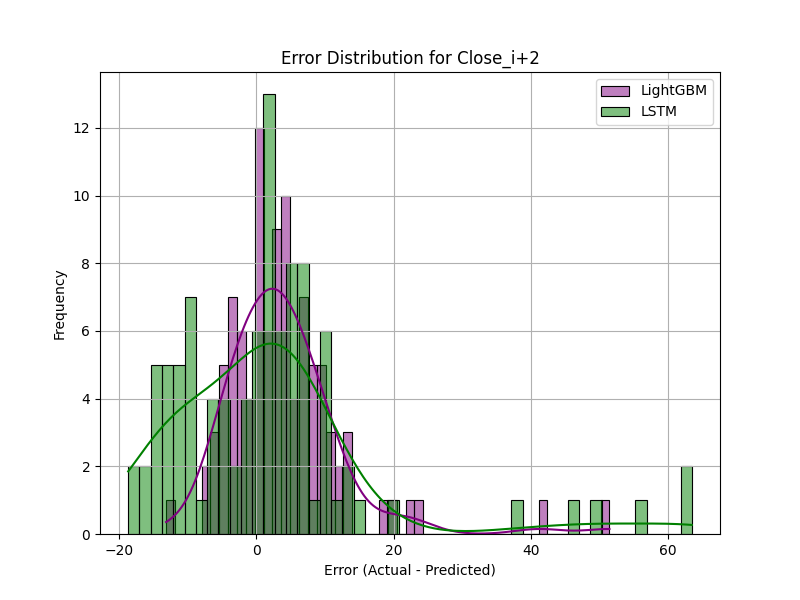 Error Distribution for Close_i+2
LightGBM
LSTM
Frequency
12
10
8
6
4
2
0
−20
0
20
40
60
Error (Actual - Predicted)